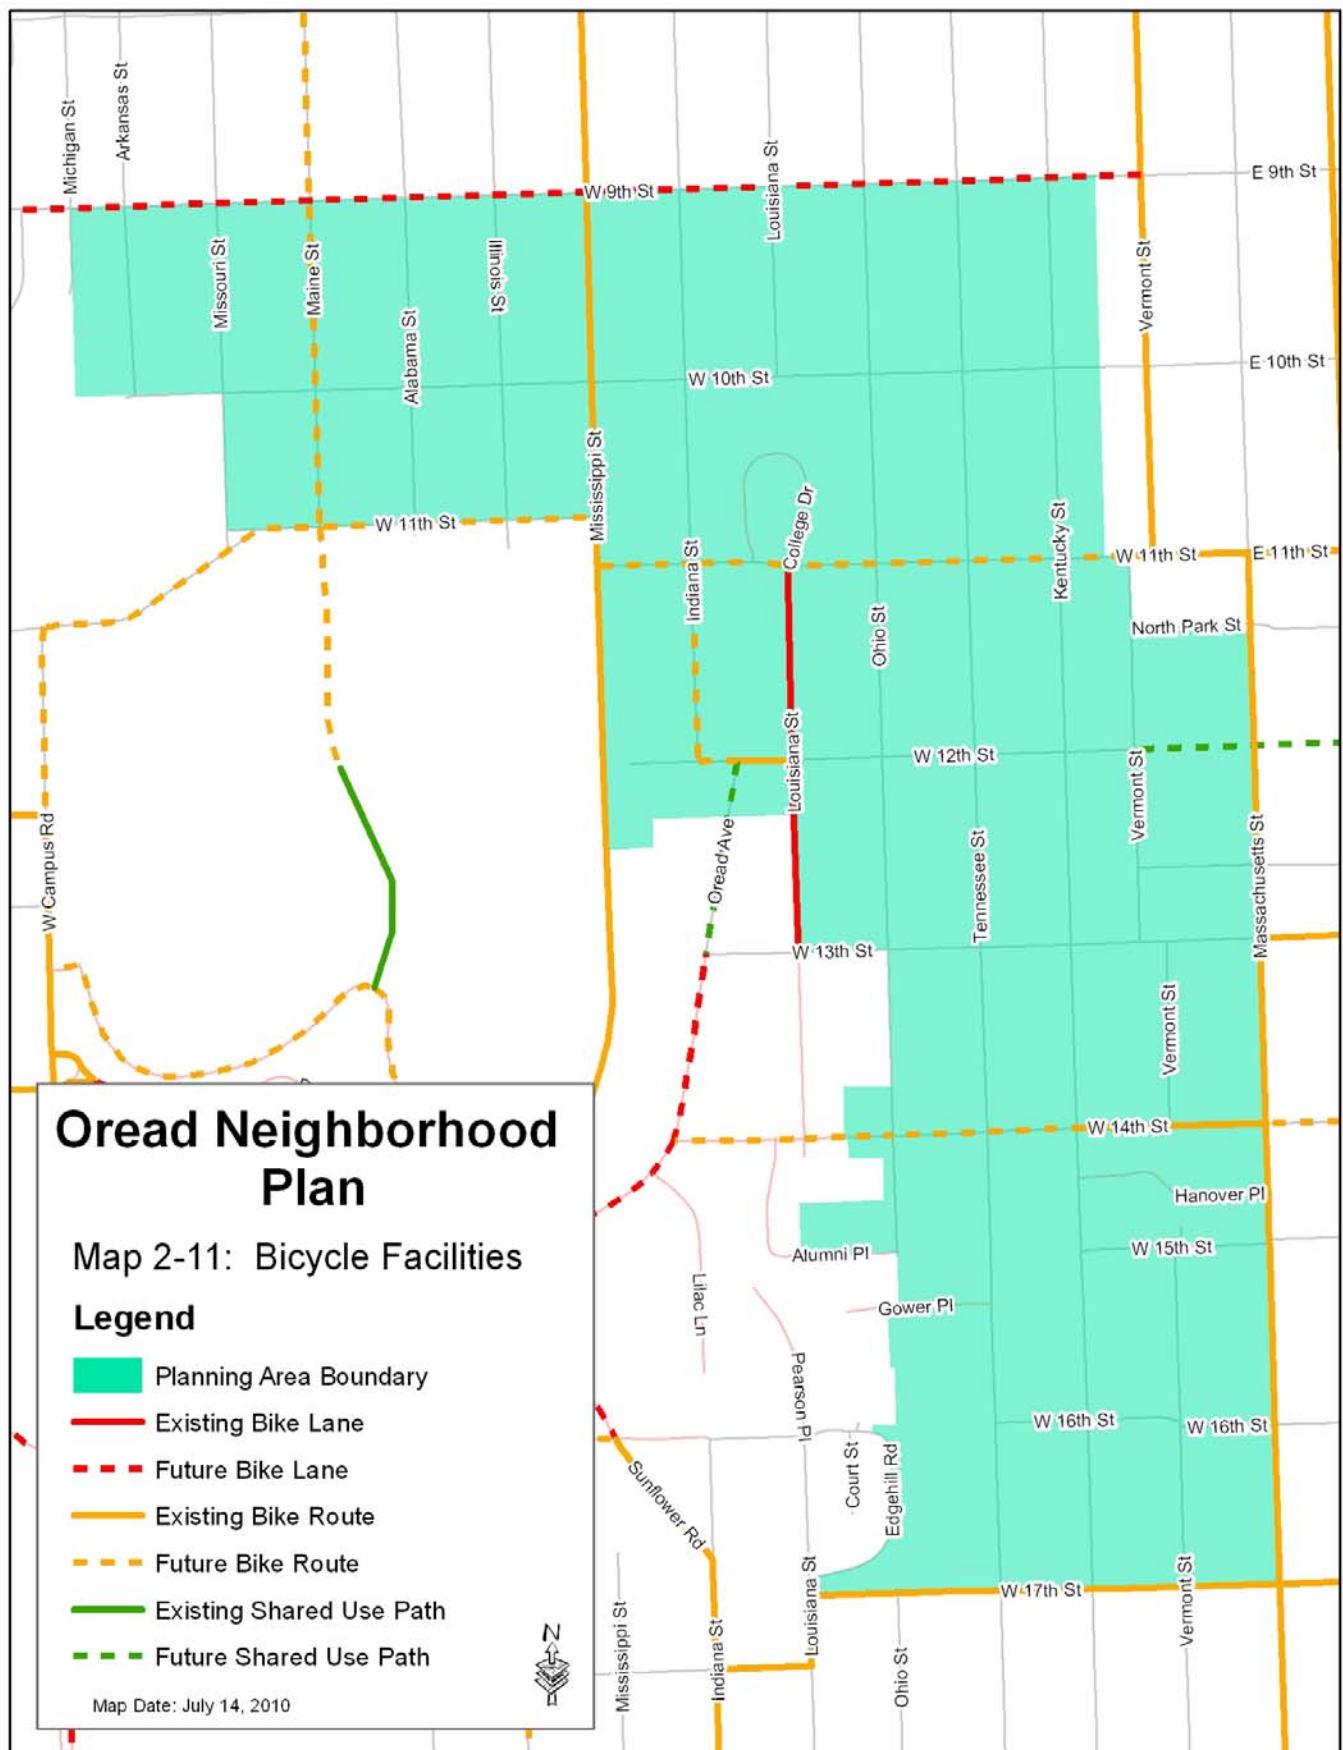 Michigan St
Arkansas St
Louisiana St
W 9th St
E 9th St
Missouri St
Maine St
Alabama St
Illinois St
Vermont St
W 10th St
E 10th St
Mississippi St
College Dr
Kentucky St
W 11th St
W 11th St
E 11th St
Indiana St
Ohio St
North Park St
Louisiana St
W 12th St
Vermont St
W Campus Rd
Oread Ave
Tennessee St
Massachusetts St
W 13th St
Vermont St
W 14th St
Hanover Pl
Alumni Pl
W 15th St
Lilac Ln
Gower Pl
Pearson Pl
W 16th St
W 16th St
Court St
Edgehill Rd
Sunflower Rd
Louisiana St
W 17th St
Vermont St
Mississippi St
Indiana St
Ohio St
Oread Neighborhood
Plan
Map 2-11: Bicycle Facilities
Legend
Planning Area Boundary
Existing Bike Lane
Future Bike Lane
Existing Bike Route
Future Bike Route
Existing Shared Use Path
Future Shared Use Path
N
Map Date: July 14, 2010